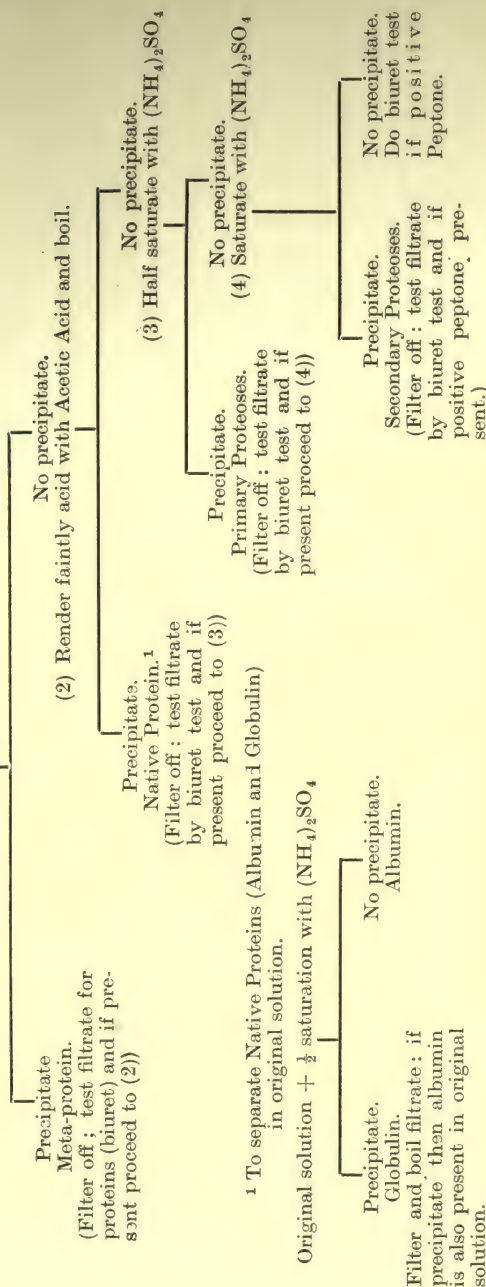 Precipitate
Meta-protein.
(Filter off ; test filtrate for
proteins (biuret) and if pre-
sent proceed to (2))
No precipitate.
(2) Render faintly acid with Acetic Acid and boil.
Precipitate.
Native Protein.¹
(Filter off ; test filtrate
by biuret test and if
present proceed to (3))
No precipitate.
(3) Half saturate with (NH₄)₂SO₄
Precipitate.
Primary Proteoses.
(Filter off : test filtrate
by biuret test and if
present proceed to (4))
No precipitate.
(4) Saturate with (NH₄)₂SO₄
Precipitate.
Secondary Proteoses.
(Filter off : test filtrate
by biuret test and if
positive peptone pre-
sent.)
No precipitate.
Do biuret test
if positive
Peptone.
¹ To separate Native Proteins (Albumin and Globulin)
in original solution.
Original solution + ½ saturation with (NH₄)₂SO₄
Precipitate.
Globulin.
Filter and boil filtrate : if
precipitate then albumin
is also present in original
solution.
No precipitate.
Albumin.